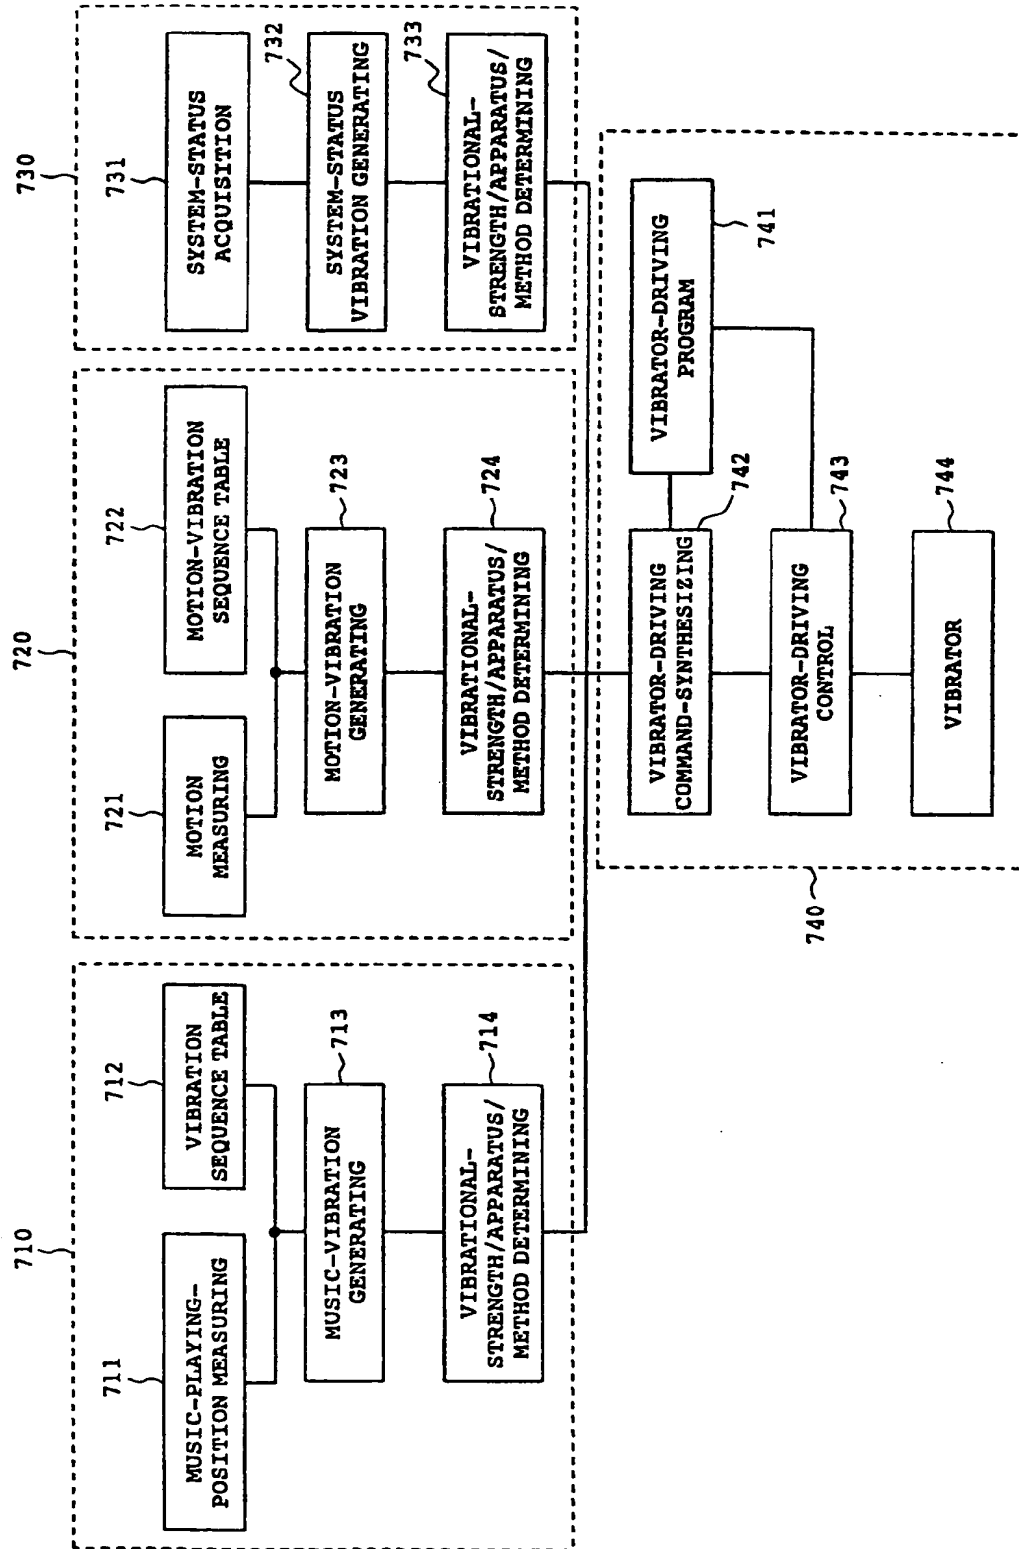 710
711
MUSIC-PLAYING-
POSITION MEASURING
712
VIBRATION
SEQUENCE TABLE
713
MUSIC-VIBRATION
GENERATING
714
VIBRATIONAL-
STRENGTH/APPARATUS/
METHOD DETERMINING
720
721
MOTION
MEASURING
722
MOTION-VIBRATION
SEQUENCE TABLE
723
MOTION-VIBRATION
GENERATING
724
VIBRATIONAL-
STRENGTH/APPARATUS/
METHOD DETERMINING
730
731
SYSTEM-STATUS
ACQUISITION
732
SYSTEM-STATUS
VIBRATION GENERATING
733
VIBRATIONAL-
STRENGTH/APPARATUS/
METHOD DETERMINING
740
VIBRATOR-DRIVING
PROGRAM
741
VIBRATOR-DRIVING
COMMAND-SYNTHESIZING
742
VIBRATOR-DRIVING
CONTROL
743
VIBRATOR
744